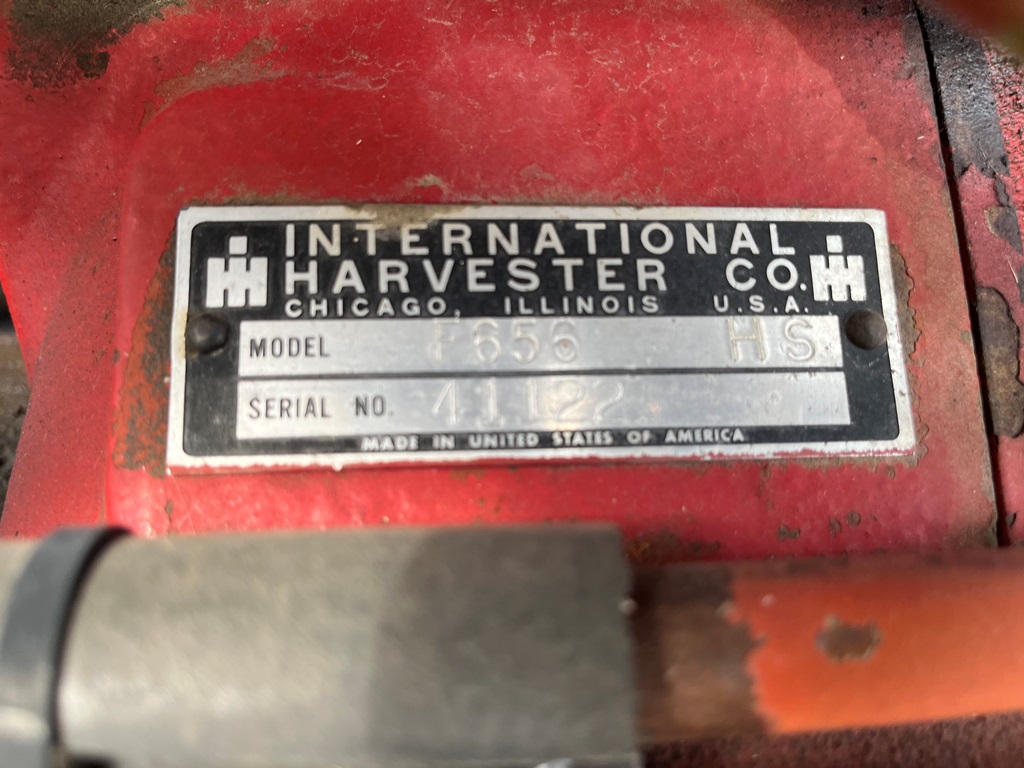 INTERNATIONAL
HARVESTER CO.
CHICAGO, ILLINOIS U.S.A.
MODEL F656 HS
SERIAL NO. 41122
MADE IN UNITED STATES OF AMERICA